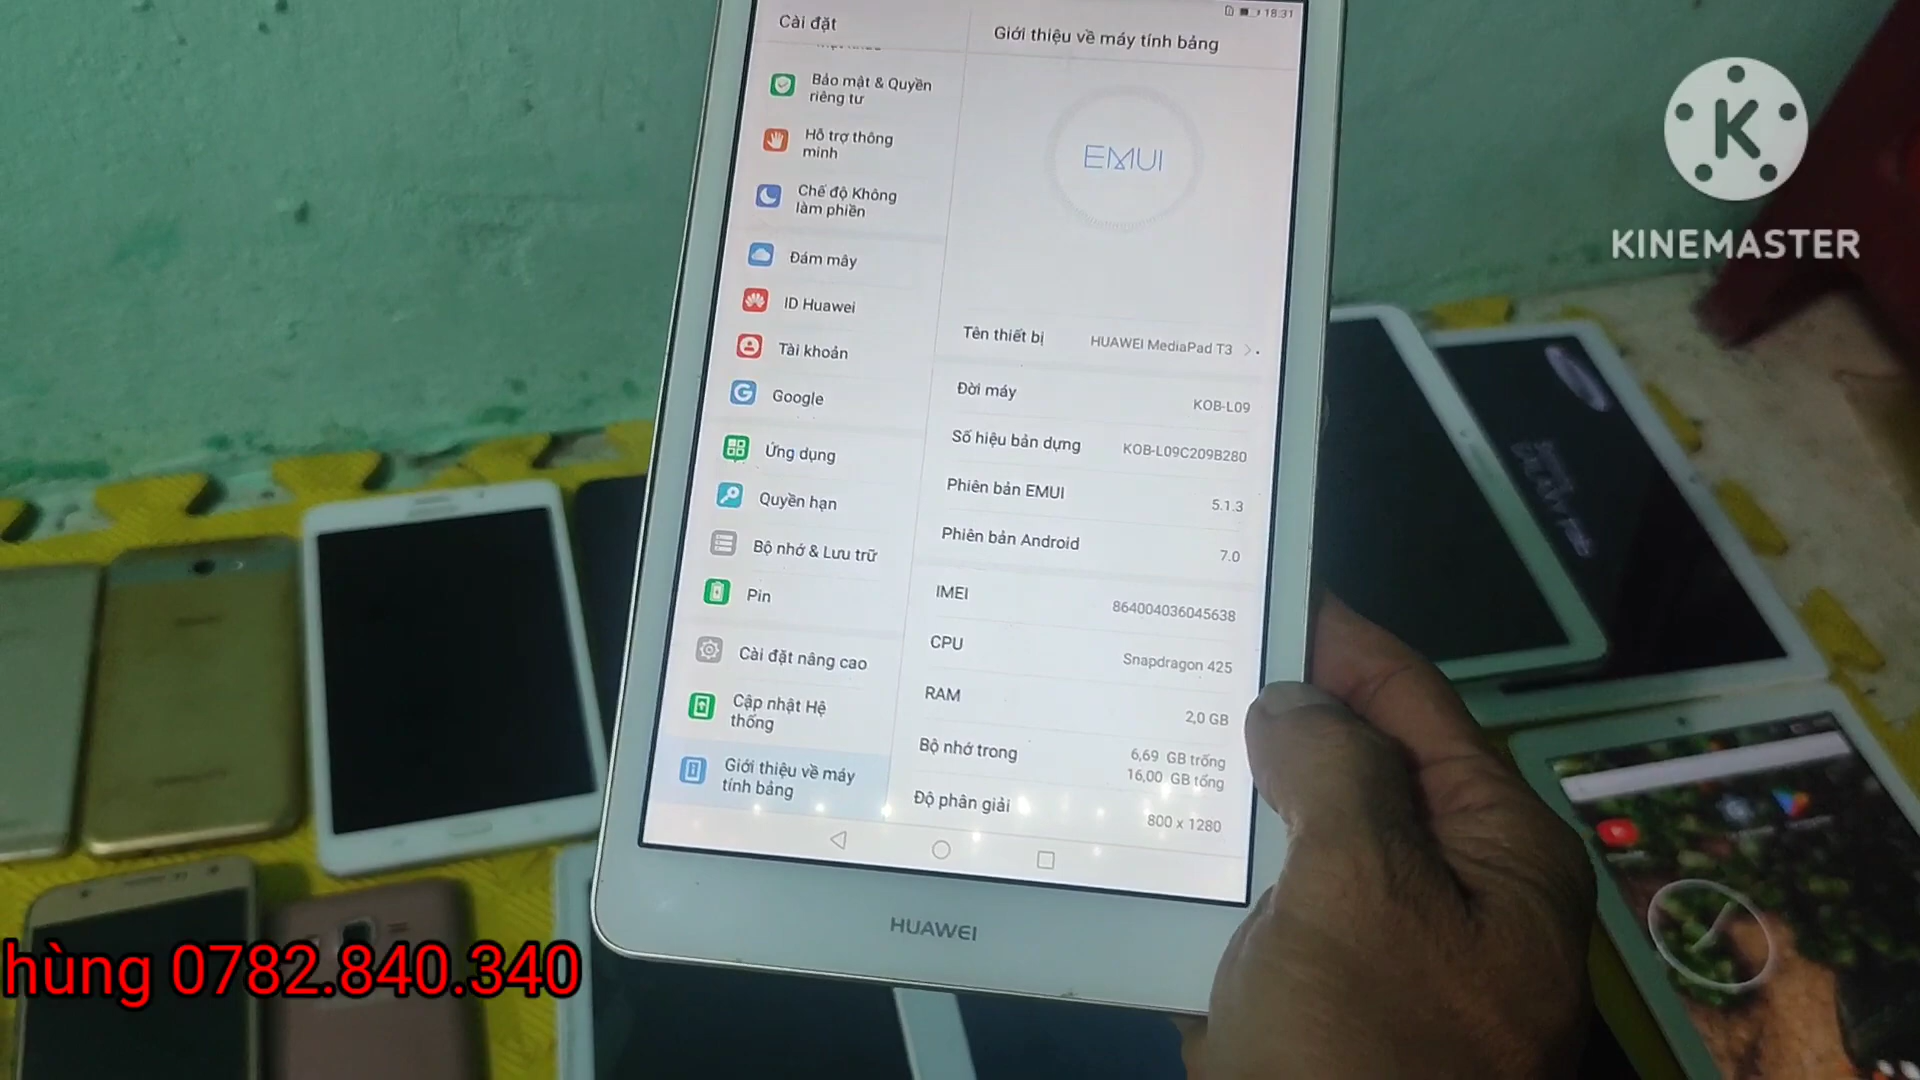 18:31
Cài đặt
Giới thiệu về máy tính bảng
Bảo mật & Quyền
riêng tư
Hỗ trợ thông
minh
Chế độ Không
làm phiền
Đám mây
ID Huawei
Tài khoản
Google
Ứng dụng
Quyền hạn
Bộ nhớ & Lưu trữ
Pin
Cài đặt nâng cao
Cập nhật Hệ
thống
Giới thiệu về máy
tính bảng
EMUI
Tên thiết bị HUAWEI MediaPad T3
Đời máy KOB-L09
Số hiệu bản dựng KOB-L09C209B280
Phiên bản EMUI 5.1.3
Phiên bản Android 7.0
IMEI 864004036045638
CPU Snapdragon 425
RAM 2,0 GB
Bộ nhớ trong 6,69 GB trống
16,00 GB tổng
Độ phân giải 800 x 1280
HUAWEI
K
KINEMASTER
hùng 0782.840.340